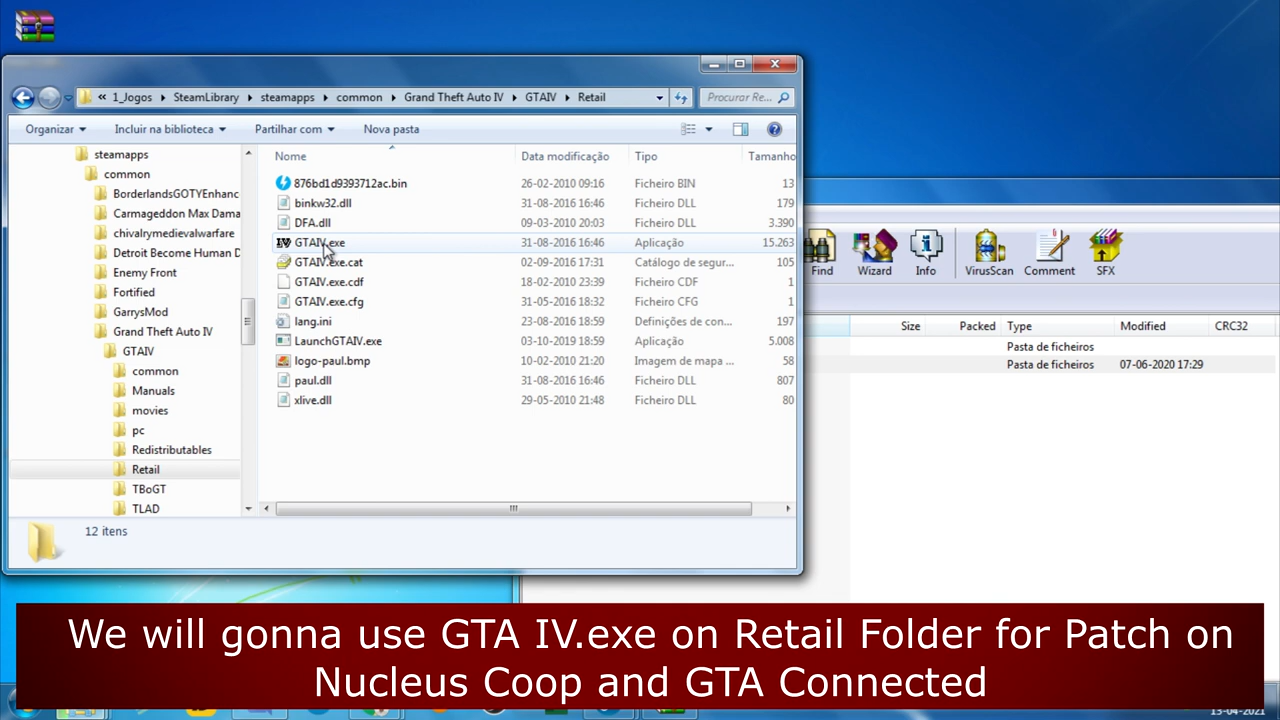 « 1_Jogos ▸ SteamLibrary ▸ steamapps ▸ common ▸ Grand Theft Auto IV ▸ GTAIV ▸ Retail
Procurar Re...
Organizar Incluir na biblioteca Partilhar com Nova pasta
steamapps
common
BorderlandsGOTYEnhanc
Carmageddon Max Dama
chivalrymedievalwarfare
Detroit Become Human D
Enemy Front
Fortified
GarrysMod
Grand Theft Auto IV
GTAIV
common
Manuals
movies
pc
Redistributables
Retail
TBoGT
TLAD
Nome Data modificação Tipo Tamanho
876bd1d9393712ac.bin 26-02-2010 09:16 Ficheiro BIN 13
binkw32.dll 31-08-2016 16:46 Ficheiro DLL 179
DFA.dll 09-03-2010 20:03 Ficheiro DLL 3.390
GTAIV.exe 31-08-2016 16:46 Aplicação 15.263
GTAIV.exe.cat 02-09-2016 17:31 Catálogo de segur... 105
GTAIV.exe.cdf 18-02-2010 23:39 Ficheiro CDF 1
GTAIV.exe.cfg 31-05-2016 18:32 Ficheiro CFG 1
lang.ini 23-08-2016 18:59 Definições de con... 197
LaunchGTAIV.exe 03-10-2019 18:59 Aplicação 5.008
logo-paul.bmp 10-02-2010 21:20 Imagem de mapa ... 58
paul.dll 31-08-2016 16:46 Ficheiro DLL 807
xlive.dll 29-05-2010 21:48 Ficheiro DLL 80
12 itens
Find Wizard Info VirusScan Comment SFX
Size Packed Type Modified CRC32
Pasta de ficheiros
Pasta de ficheiros 07-06-2020 17:29
We will gonna use GTA IV.exe on Retail Folder for Patch on
Nucleus Coop and GTA Connected
13-04-2021